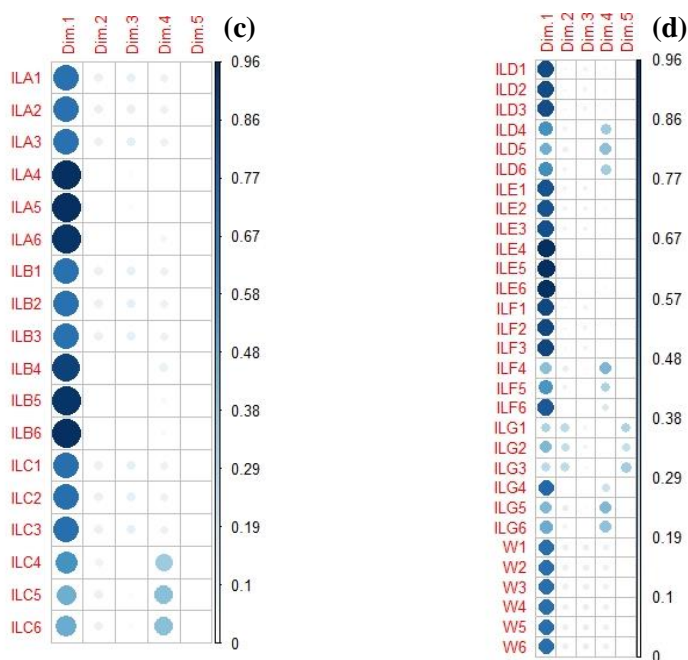 Dim.1 Dim.2 Dim.3 Dim.4 Dim.5 (c)
ILA1
ILA2
ILA3
ILA4
ILA5
ILA6
ILB1
ILB2
ILB3
ILB4
ILB5
ILB6
ILC1
ILC2
ILC3
ILC4
ILC5
ILC6
0.96
0.86
0.77
0.67
0.58
0.48
0.38
0.29
0.19
0.1
0
Dim.1 Dim.2 Dim.3 Dim.4 Dim.5 (d)
ILD1
ILD2
ILD3
ILD4
ILD5
ILD6
ILE1
ILE2
ILE3
ILE4
ILE5
ILE6
ILF1
ILF2
ILF3
ILF4
ILF5
ILF6
ILG1
ILG2
ILG3
ILG4
ILG5
ILG6
W1
W2
W3
W4
W5
W6
0.96
0.86
0.77
0.67
0.57
0.48
0.38
0.29
0.19
0.1
0